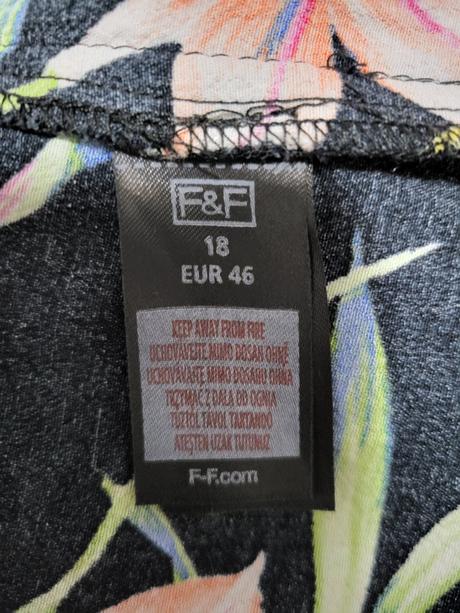 F&F
18
EUR 46
KEEP AWAY FROM FIRE
UCHOVÁVEJTE MIMO DOSAH OHNĚ
UCHOVÁVAJTE MIMO DOSAHU OHŇA
TRZYMAĆ Z DALA DO OGNIA
TŰZTŐL TÁVOL TARTANDÓ
ATEŞTEN UZAK TUTUNUZ
F-F.com